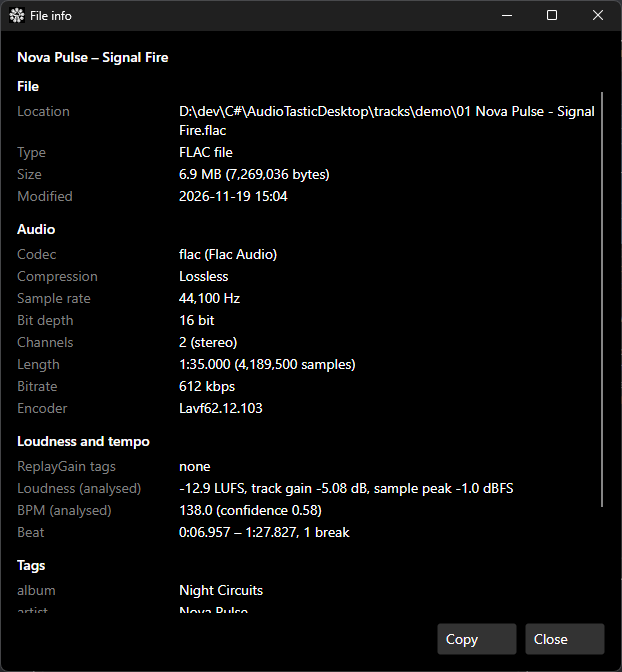 File info
Nova Pulse – Signal Fire
File
Location D:\dev\C#\AudioTasticDesktop\tracks\demo\01 Nova Pulse - Signal
Fire.flac
Type FLAC file
Size 6.9 MB (7,269,036 bytes)
Modified 2026-11-19 15:04
Audio
Codec flac (Flac Audio)
Compression Lossless
Sample rate 44,100 Hz
Bit depth 16 bit
Channels 2 (stereo)
Length 1:35.000 (4,189,500 samples)
Bitrate 612 kbps
Encoder Lavf62.12.103
Loudness and tempo
ReplayGain tags none
Loudness (analysed) -12.9 LUFS, track gain -5.08 dB, sample peak -1.0 dBFS
BPM (analysed) 138.0 (confidence 0.58)
Beat 0:06.957 – 1:27.827, 1 break
Tags
album Night Circuits
artist Nova Pulse
Copy Close